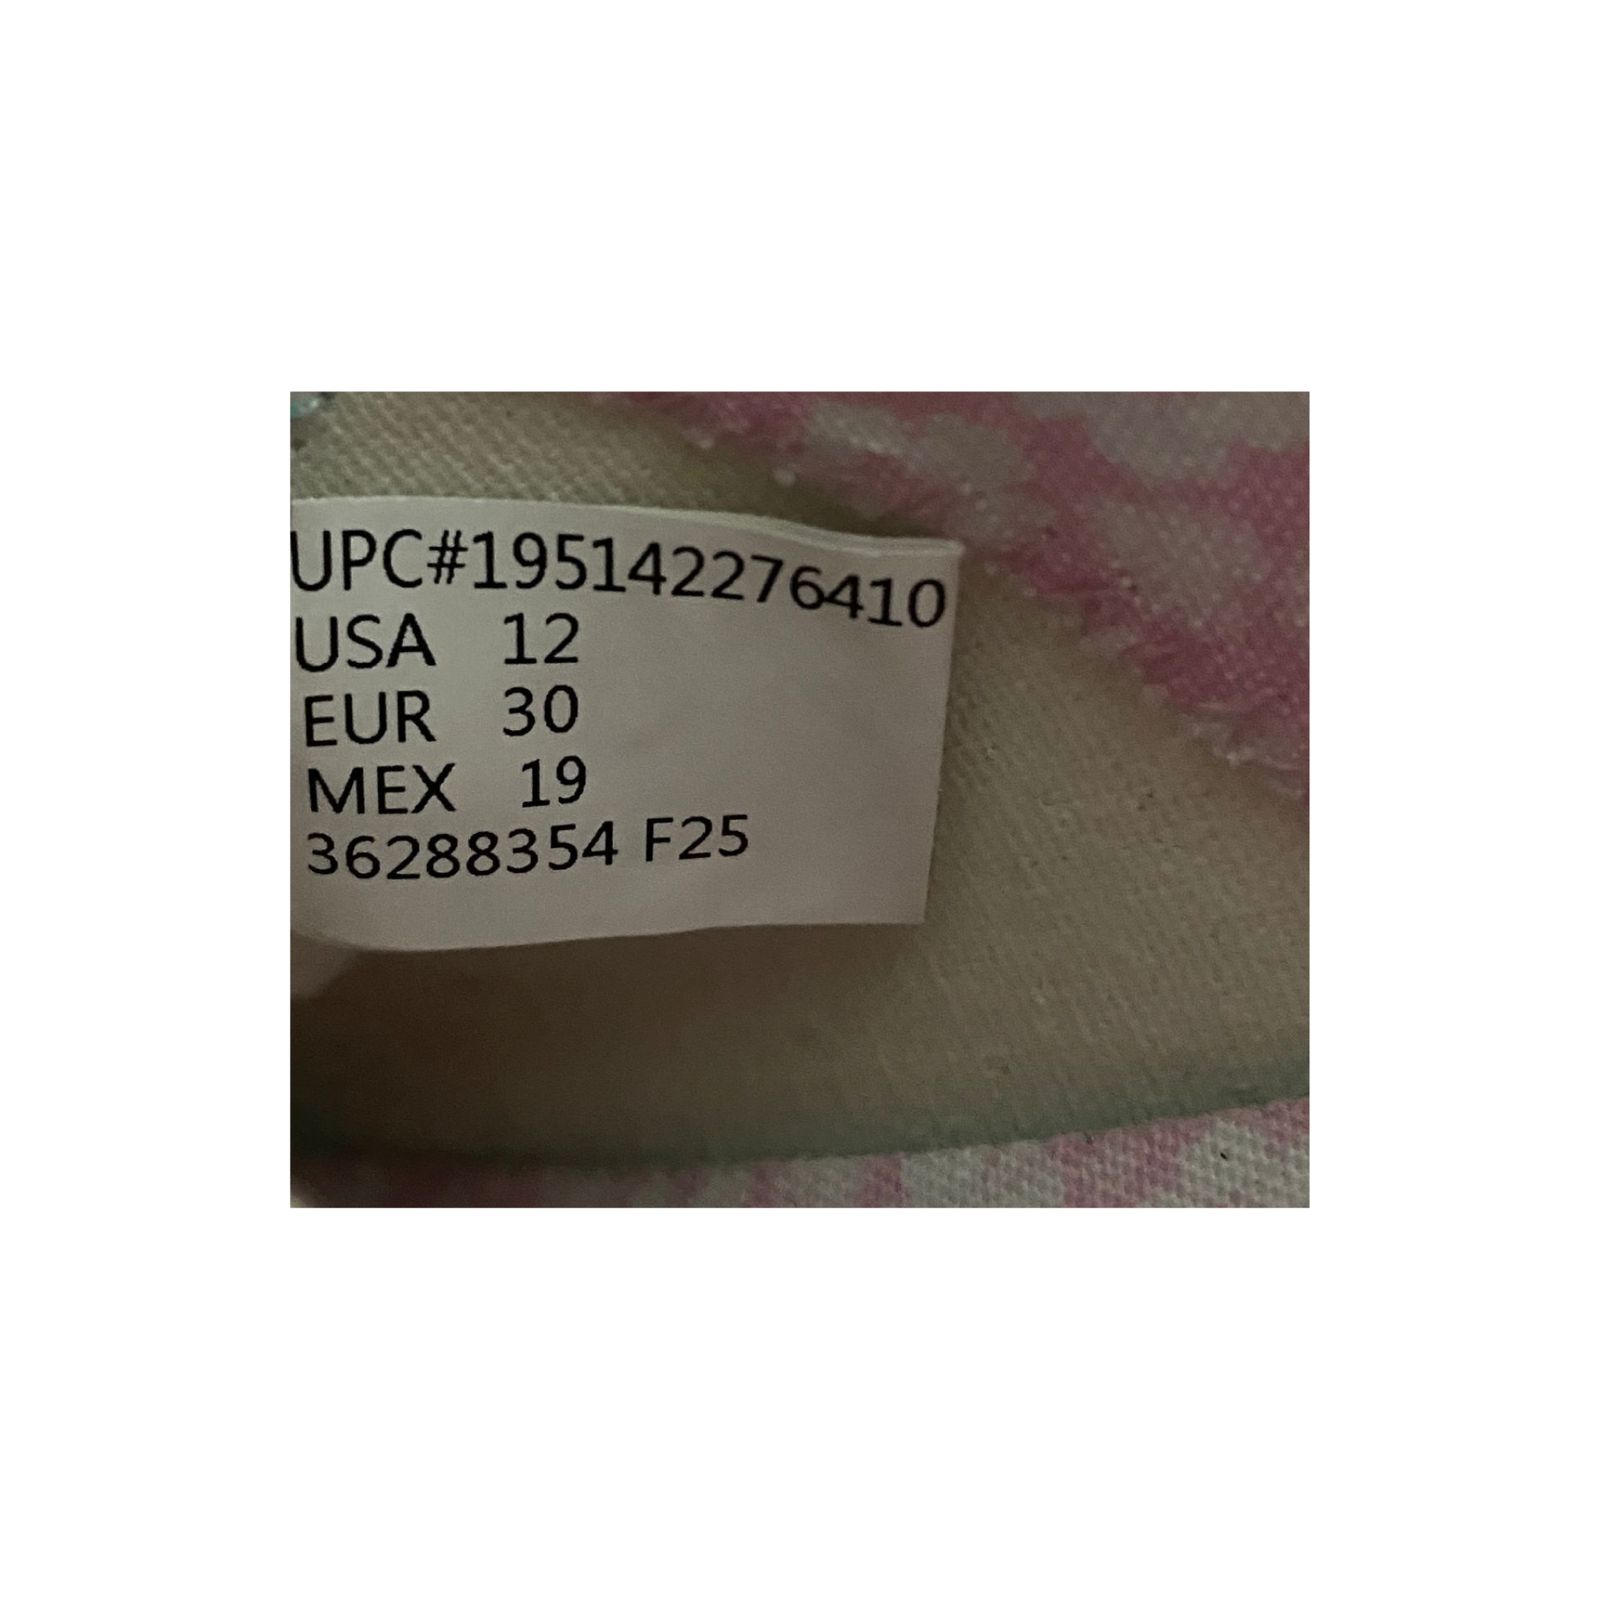 UPC#195142276410
USA 12
EUR 30
MEX 19
36288354 F25